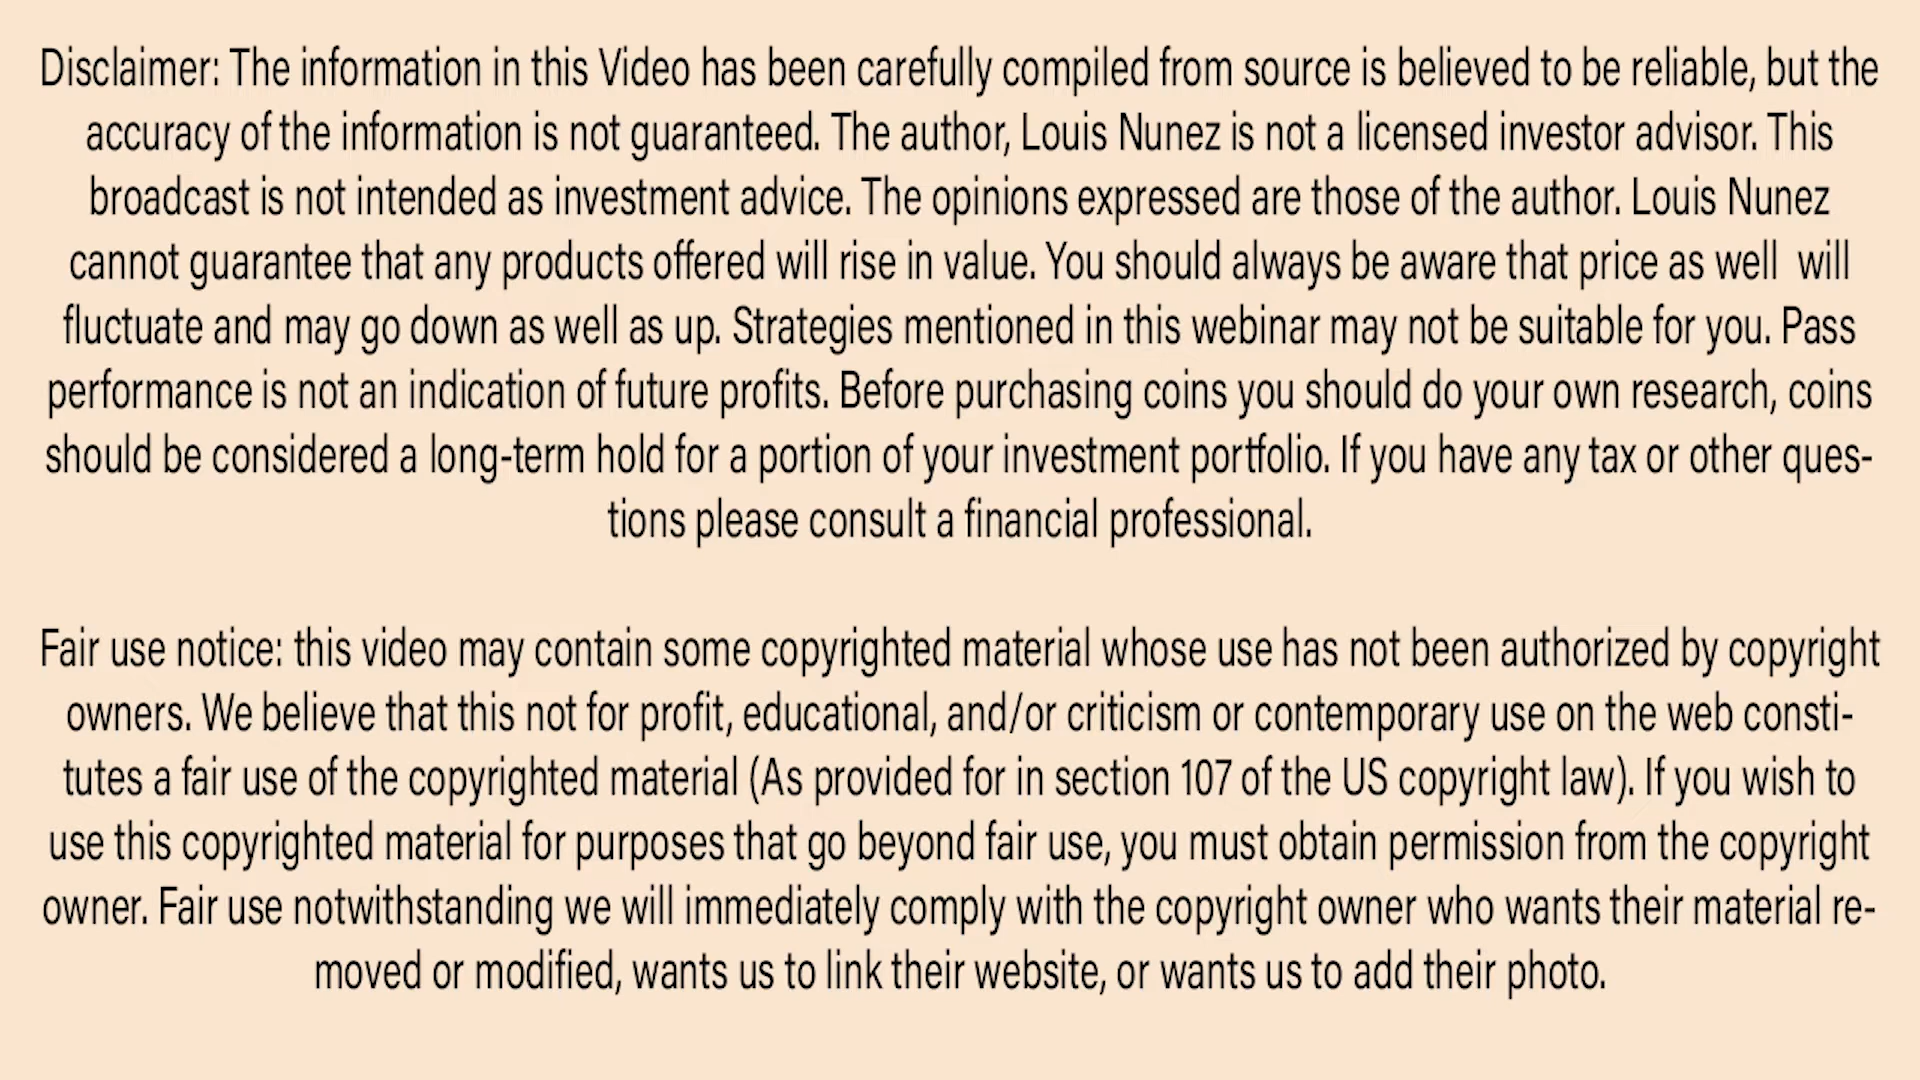 Disclaimer: The information in this Video has been carefully compiled from source is believed to be reliable, but the
accuracy of the information is not guaranteed. The author, Louis Nunez is not a licensed investor advisor. This
broadcast is not intended as investment advice. The opinions expressed are those of the author. Louis Nunez
cannot guarantee that any products offered will rise in value. You should always be aware that price as well  will
fluctuate and may go down as well as up. Strategies mentioned in this webinar may not be suitable for you. Pass
performance is not an indication of future profits. Before purchasing coins you should do your own research, coins
should be considered a long-term hold for a portion of your investment portfolio. If you have any tax or other ques-
tions please consult a financial professional.
Fair use notice: this video may contain some copyrighted material whose use has not been authorized by copyright
owners. We believe that this not for profit, educational, and/or criticism or contemporary use on the web consti-
tutes a fair use of the copyrighted material (As provided for in section 107 of the US copyright law). If you wish to
use this copyrighted material for purposes that go beyond fair use, you must obtain permission from the copyright
owner. Fair use notwithstanding we will immediately comply with the copyright owner who wants their material re-
moved or modified, wants us to link their website, or wants us to add their photo.